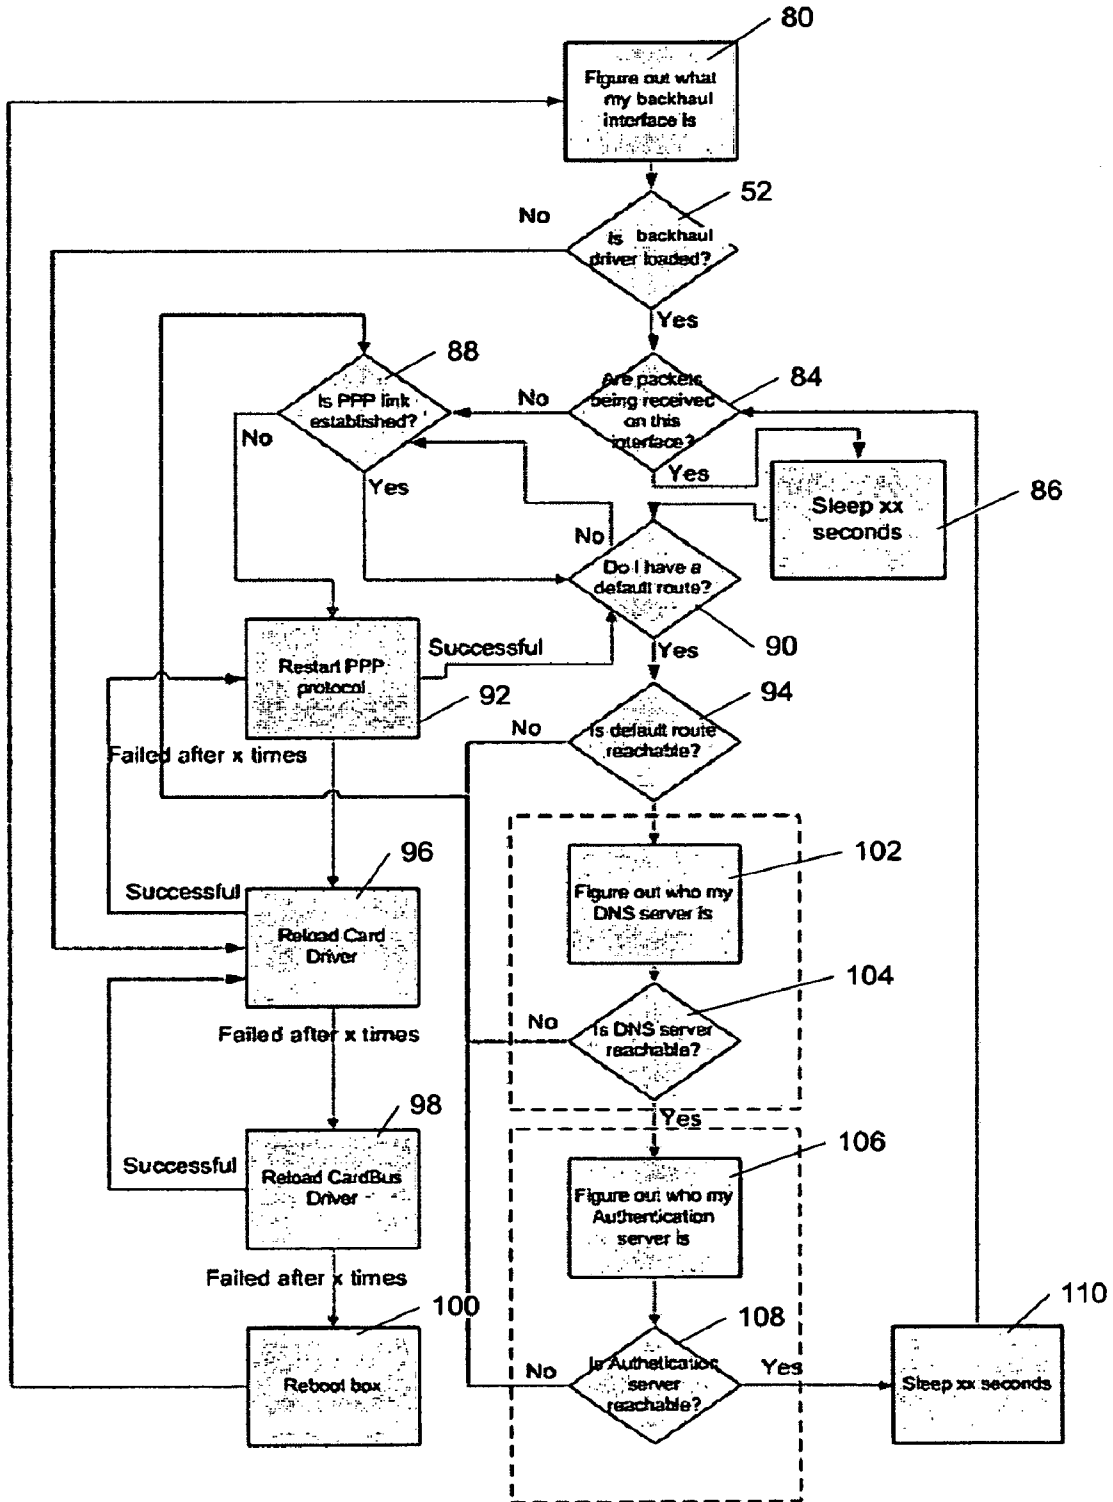 80
Figure out what
my backhaul
interface is
52
No
Is backhaul
driver loaded?
Yes
88
84
Are packets
being received
on this
interface?
No
Is PPP link
established?
No
Yes
Yes
86
Sleep xx
seconds
No
Do I have a
default route?
90
Successful
Yes
Restart PPP
protocol
92
94
No
Is default route
reachable?
Failed after x times
96
102
Successful
Figure out who my
DNS server is
Reload Card
Driver
104
No
Is DNS server
reachable?
Failed after x times
98
Yes
106
Successful
Reload CardBus
Driver
Figure out who my
Authentication
server is
Failed after x times
100
108
110
No
Is Authetication
server
reachable?
Yes
Sleep xx seconds
Reboot box